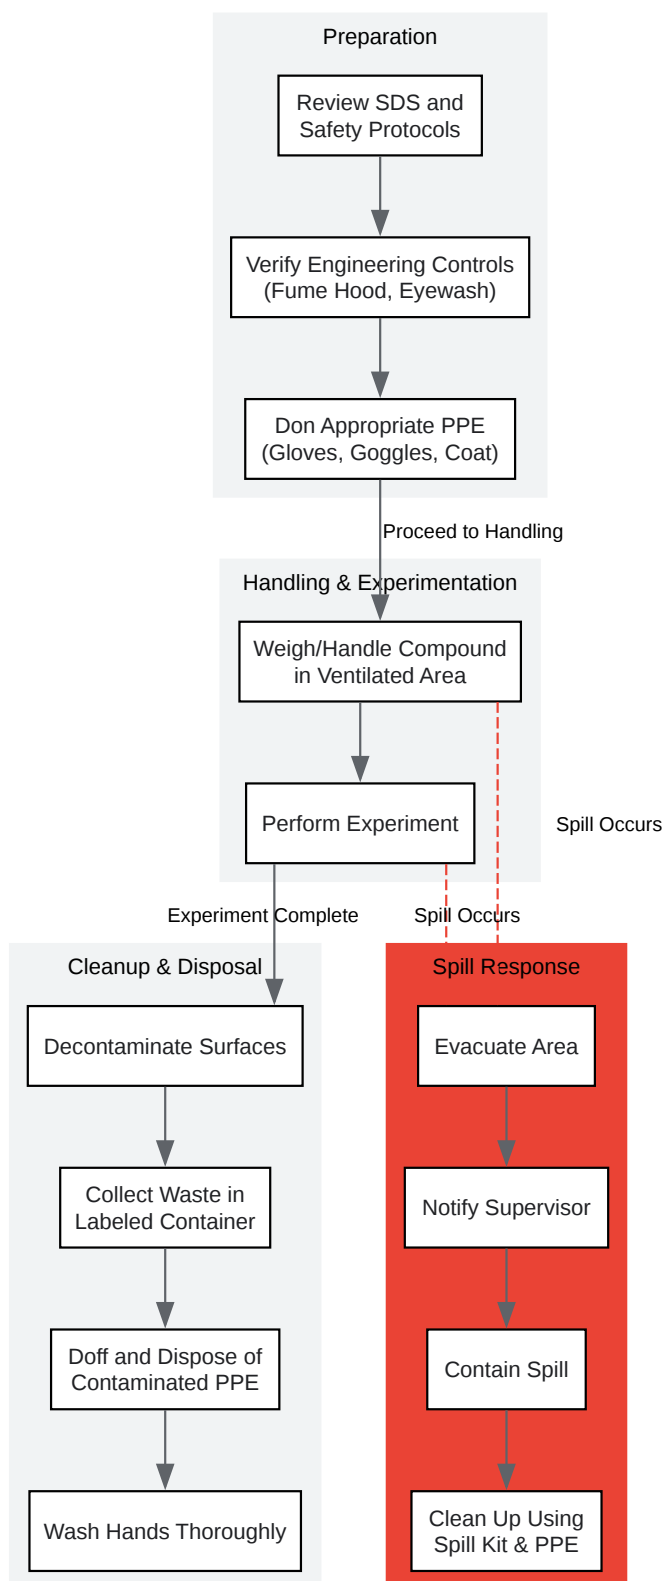 Preparation
Review SDS and
Safety Protocols
Verify Engineering Controls
(Fume Hood, Eyewash)
Don Appropriate PPE
(Gloves, Goggles, Coat)
Proceed to Handling
Handling & Experimentation
Weigh/Handle Compound
in Ventilated Area
Perform Experiment
Spill Occurs
Experiment Complete
Spill Occurs
Cleanup & Disposal
Decontaminate Surfaces
Collect Waste in
Labeled Container
Doff and Dispose of
Contaminated PPE
Wash Hands Thoroughly
Spill Response
Evacuate Area
Notify Supervisor
Contain Spill
Clean Up Using
Spill Kit & PPE